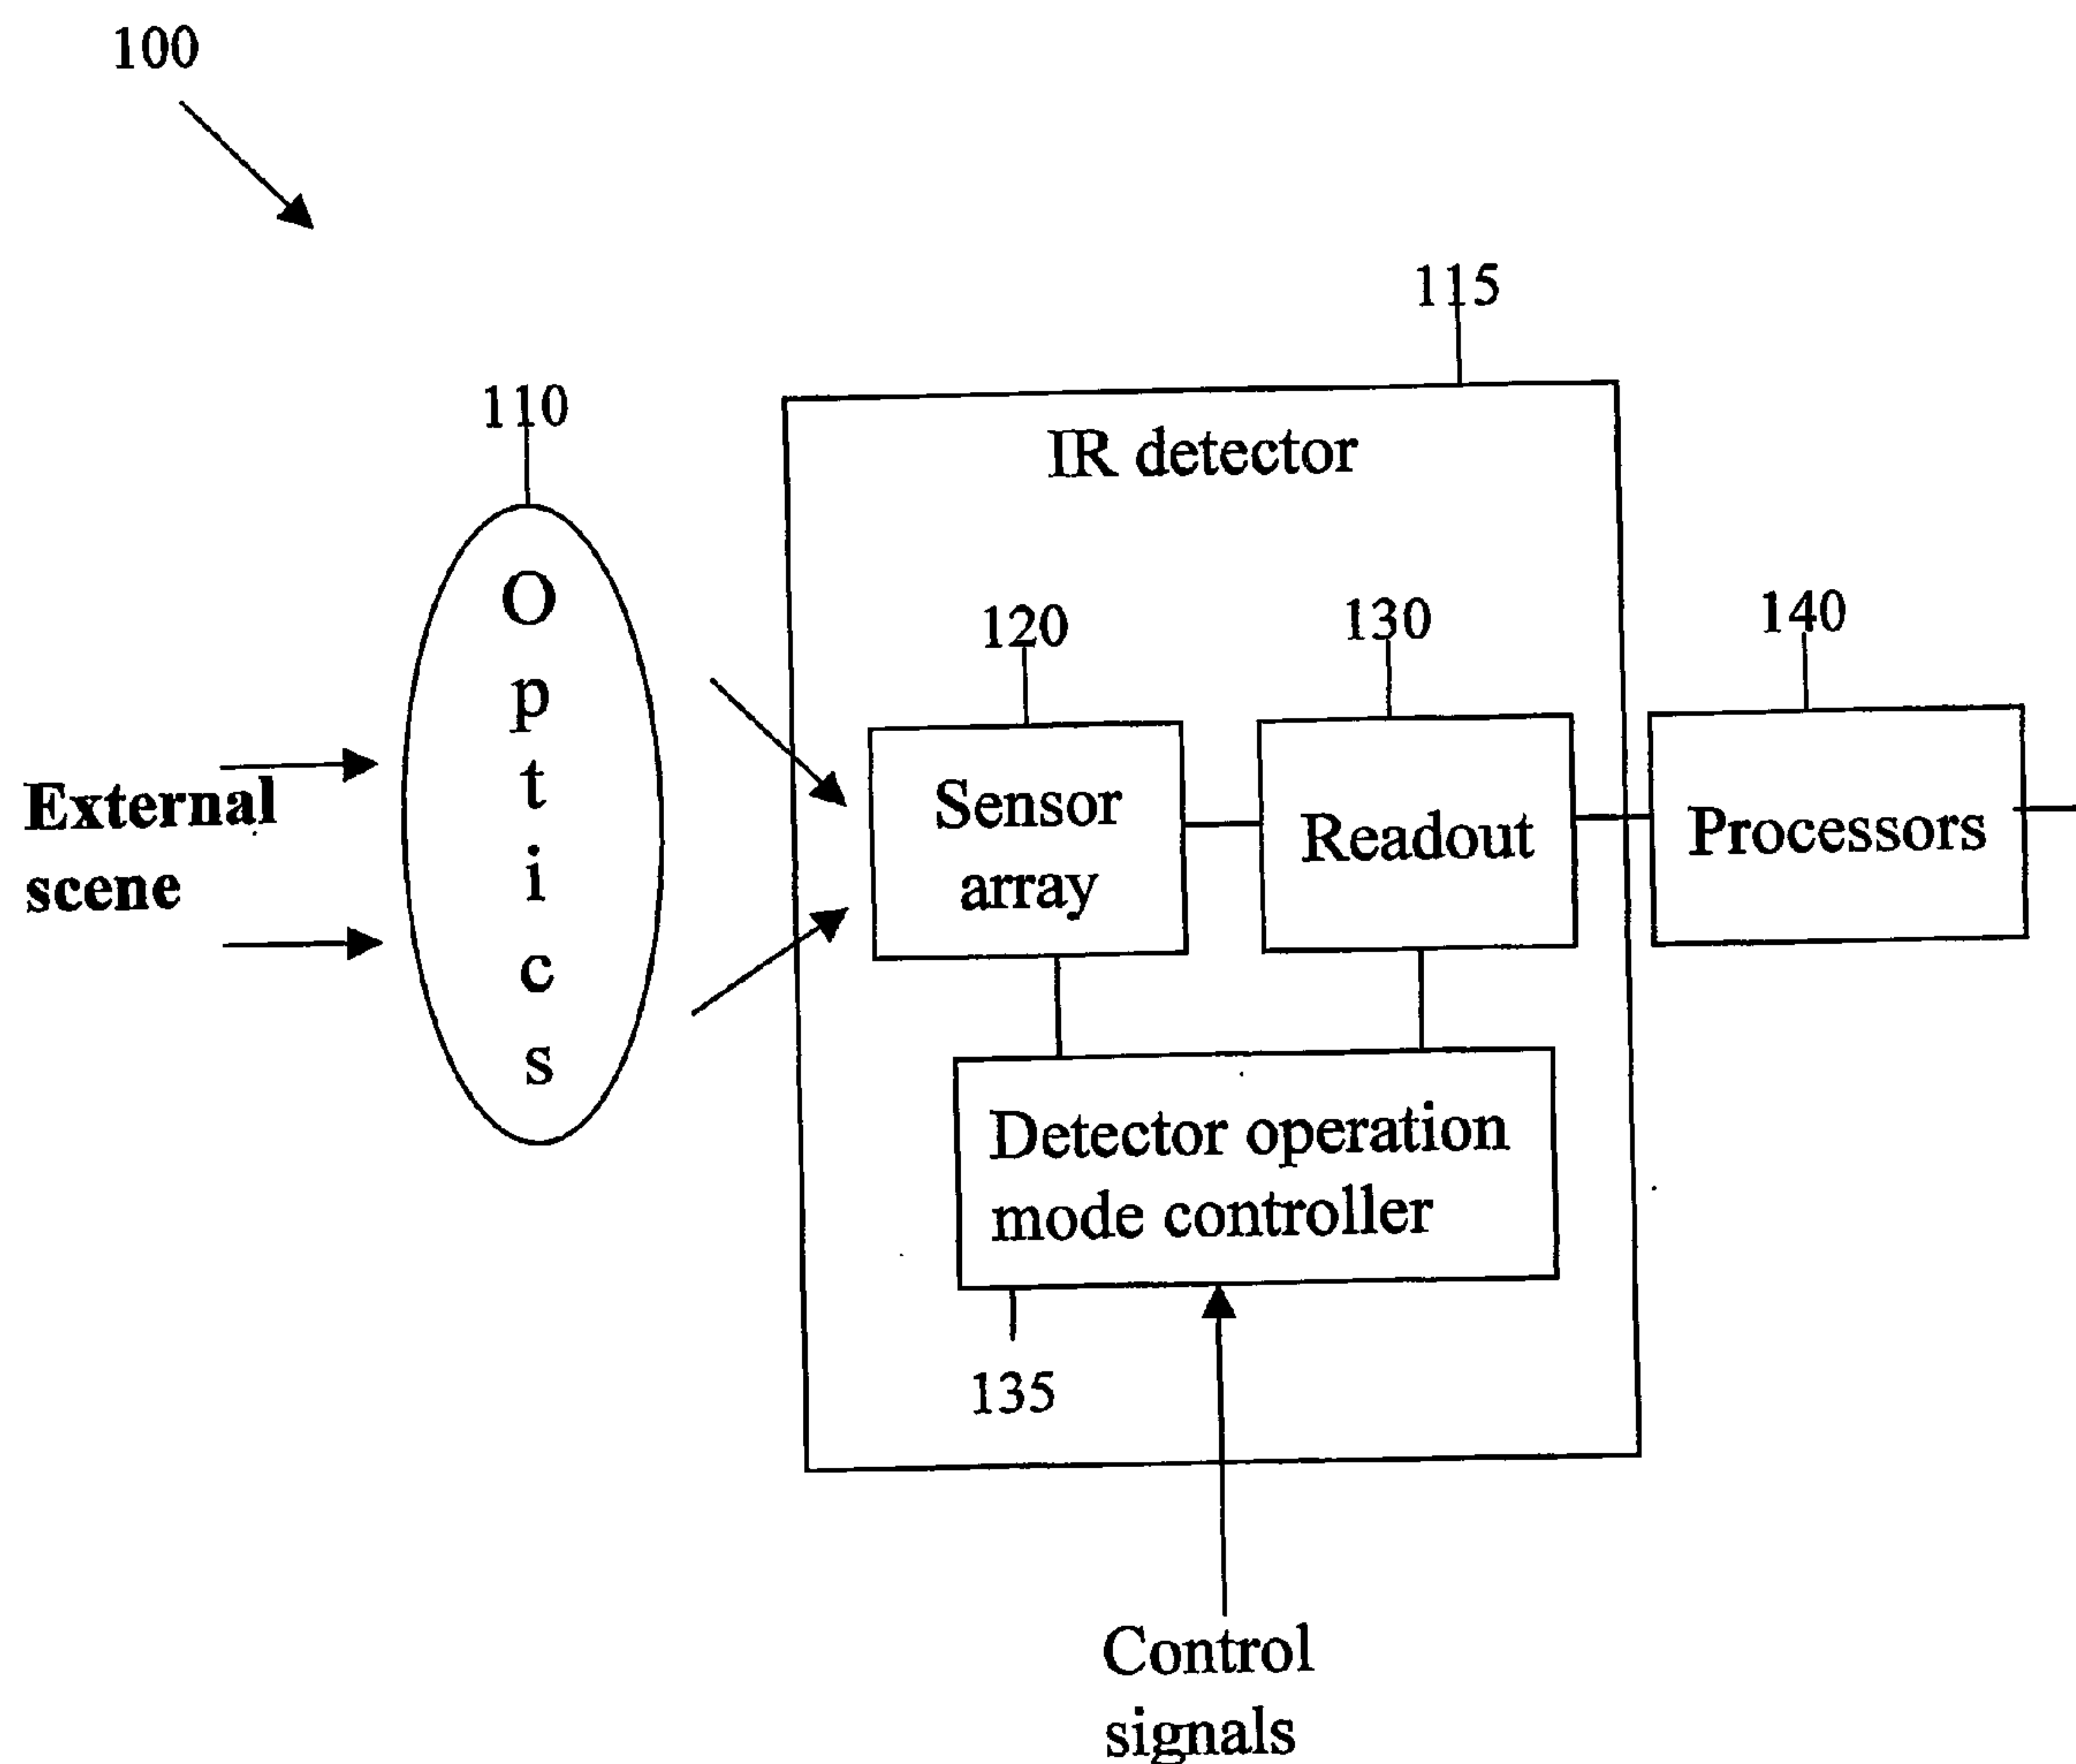 100
115
110
IR detector
O
p
t
i
c
s
120
130
140
External
scene
Sensor
array
Readout
Processors
Detector operation
mode controller
135
Control
signals